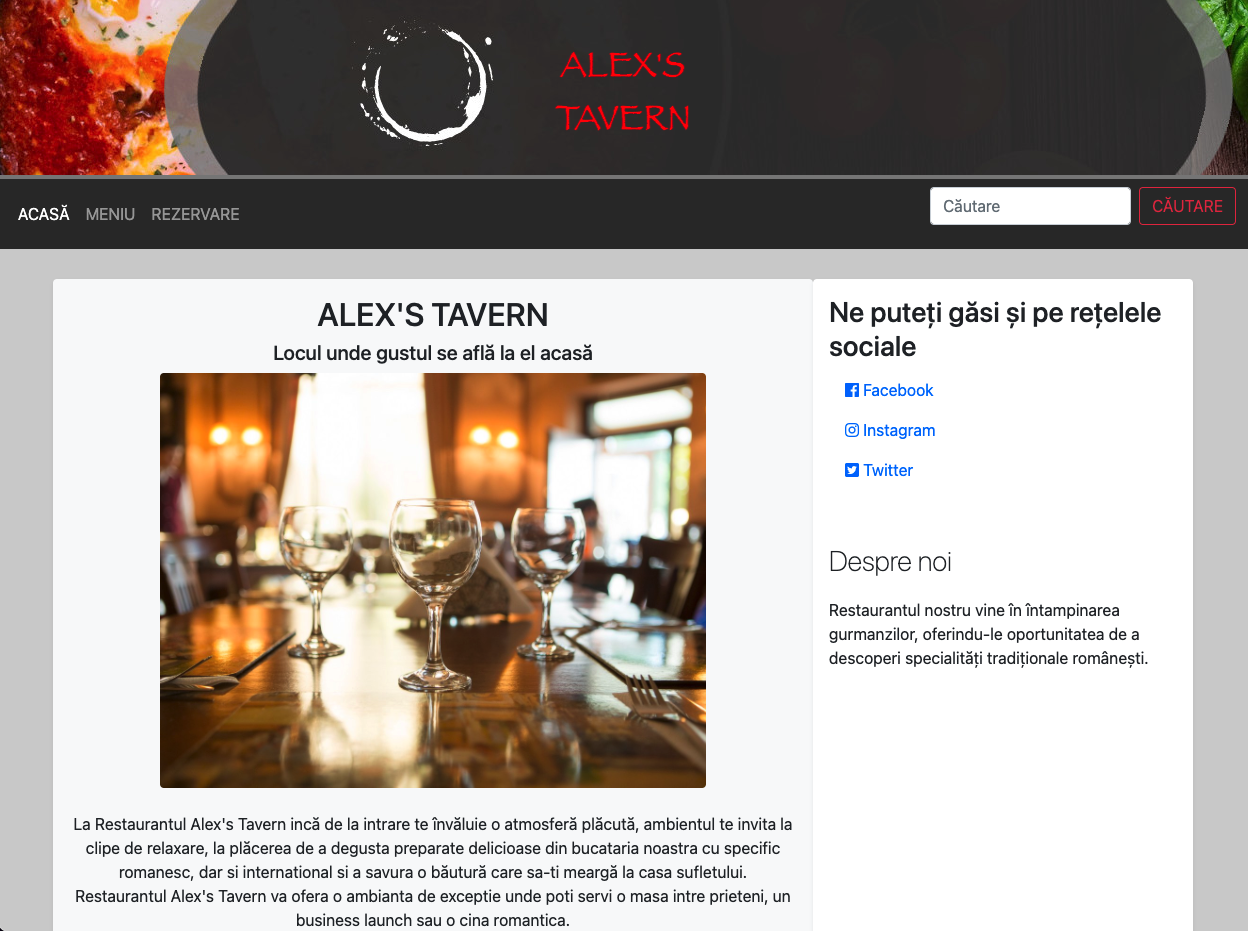 ALEX'S
TAVERN
ACASĂ MENIU REZERVARE
Căutare CĂUTARE
ALEX'S TAVERN
Locul unde gustul se află la el acasă
La Restaurantul Alex's Tavern incă de la intrare te învăluie o atmosferă plăcută, ambientul te invita la
clipe de relaxare, la plăcerea de a degusta preparate delicioase din bucataria noastra cu specific
romanesc, dar si international si a savura o băutură care sa-ti meargă la casa sufletului.
Restaurantul Alex's Tavern va ofera o ambianta de exceptie unde poti servi o masa intre prieteni, un
business launch sau o cina romantica.
Ne puteți găsi și pe rețelele
sociale
Facebook
Instagram
Twitter
Despre noi
Restaurantul nostru vine în întampinarea
gurmanzilor, oferindu-le oportunitatea de a
descoperi specialități tradiționale românești.